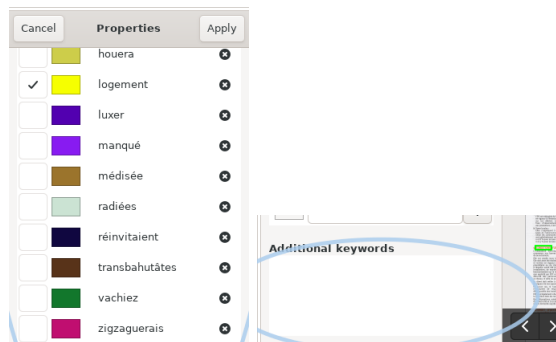 Cancel Properties Apply
houera
logement
luxer
manqué
médisée
radiées
réinvitaient
transbahutâtes
vachiez
zigzaguerais
Additional keywords